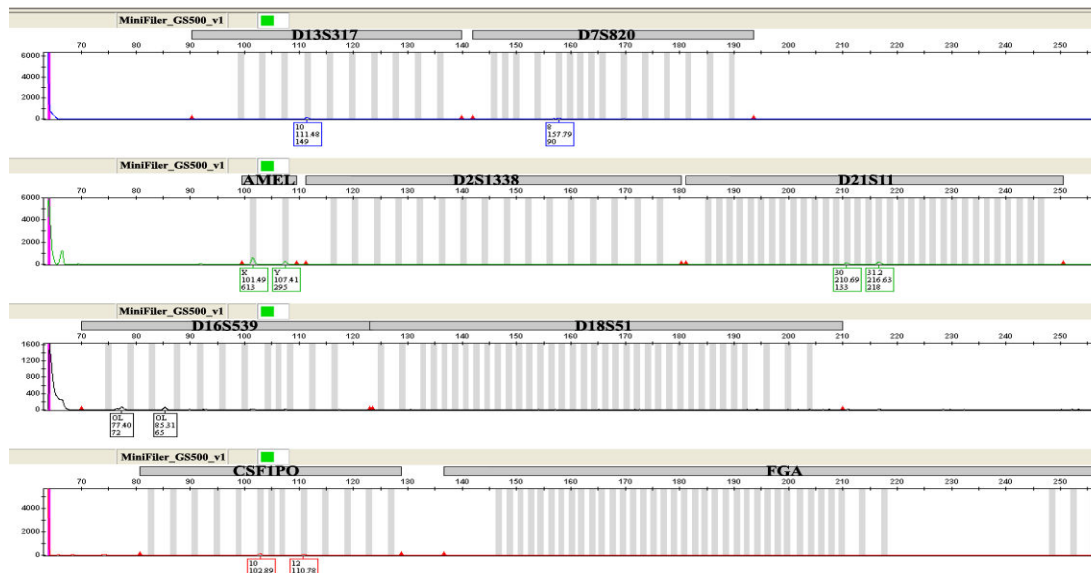 MiniFiler_GS500_v1
D13S317 D7S820
70 80 90 100 110 120 130 140 150 160 170 180 190 200 210 220 230 240 250
6000
4000
2000
0
10 8
111.48 157.79
149 90
MiniFiler_GS500_v1
AMEL D2S1338 D21S11
70 80 90 100 110 120 130 140 150 160 170 180 190 200 210 220 230 240 250
6000
4000
2000
0
X Y 30 31.2
101.49 107.41 210.69 216.63
613 295 133 218
MiniFiler_GS500_v1
D16S539 D18S51
70 80 90 100 110 120 130 140 150 160 170 180 190 200 210 220 230 240 250
1600
1200
800
400
0
OL OL
77.40 85.31
72 65
MiniFiler_GS500_v1
CSF1PO FGA
70 80 90 100 110 120 130 140 150 160 170 180 190 200 210 220 230 240 250
4000
2000
0
10 12
102.89 110.78